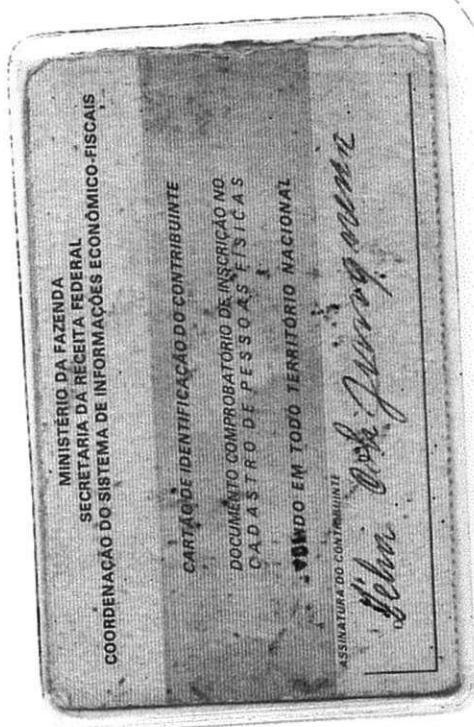 MINISTÉRIO DA FAZENDA
SECRETARIA DA RECEITA FEDERAL
COORDENAÇÃO DO SISTEMA DE INFORMAÇÕES ECONÔMICO-FISCAIS
CARTÃO DE IDENTIFICAÇÃO DO CONTRIBUINTE
DOCUMENTO COMPROBATÓRIO DE INSCRIÇÃO NO
CADASTRO DE PESSOAS FÍSICAS
EM TODO TERRITÓRIO NACIONAL
ASSINATURA DO CONTRIBUINTE